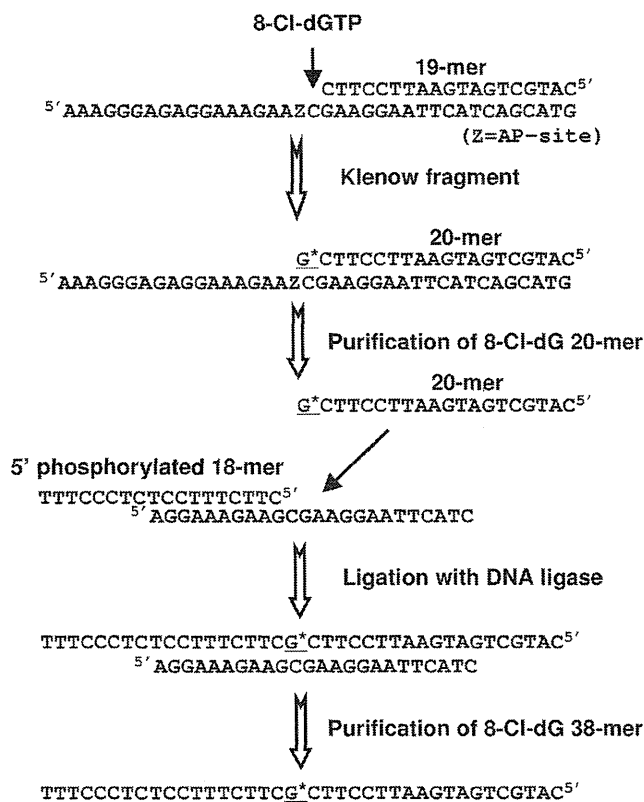 8-Cl-dGTP
19-mer
CTTCCTTAAGTAGTCGTAC5′
5′AAAGGGAGAGGAAAGAAZCGAAGGAATTCATCAGCATG
(Z=AP-site)
Klenow fragment
20-mer
G*CTTCCTTAAGTAGTCGTAC5′
5′AAAGGGAGAGGAAAGAAZCGAAGGAATTCATCAGCATG
Purification of 8-Cl-dG 20-mer
20-mer
G*CTTCCTTAAGTAGTCGTAC5′
5′ phosphorylated 18-mer
TTTCCCTCTCCTTTCTTC5′
5′AGGAAAGAAGCGAAGGAATTCATC
Ligation with DNA ligase
TTTCCCTCTCCTTTCTTCG*CTTCCTTAAGTAGTCGTAC5′
5′AGGAAAGAAGCGAAGGAATTCATC
Purification of 8-Cl-dG 38-mer
TTTCCCTCTCCTTTCTTCG*CTTCCTTAAGTAGTCGTAC5′